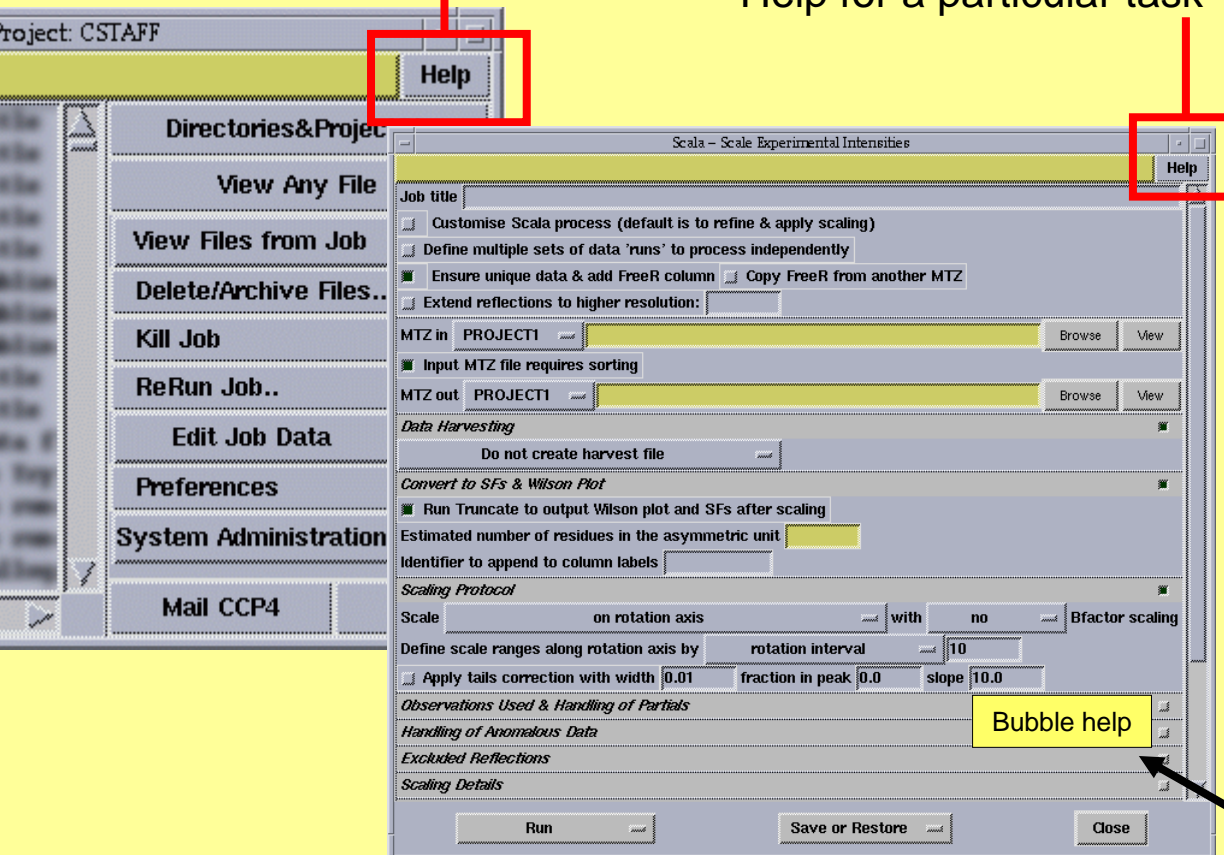 Help for a particular task
Project: CSTAFF
Help
Directories&Projec
View Any File
View Files from Job
Delete/Archive Files..
Kill Job
ReRun Job..
Edit Job Data
Preferences
System Administration
Mail CCP4
Scala – Scale Experimental Intensities
Help
Job title
Customise Scala process (default is to refine & apply scaling)
Define multiple sets of data 'runs' to process independently
Ensure unique data & add FreeR column Copy FreeR from another MTZ
Extend reflections to higher resolution:
MTZ in PROJECT1 Browse View
Input MTZ file requires sorting
MTZ out PROJECT1 Browse View
Data Harvesting
Do not create harvest file
Convert to SFs & Wilson Plot
Run Truncate to output Wilson plot and SFs after scaling
Estimated number of residues in the asymmetric unit
Identifier to append to column labels
Scaling Protocol
Scale on rotation axis with no Bfactor scaling
Define scale ranges along rotation axis by rotation interval 10
Apply tails correction with width 0.01 fraction in peak 0.0 slope 10.0
Observations Used & Handling of Partials
Handling of Anomalous Data
Excluded Reflections
Scaling Details
Bubble help
Run Save or Restore Close